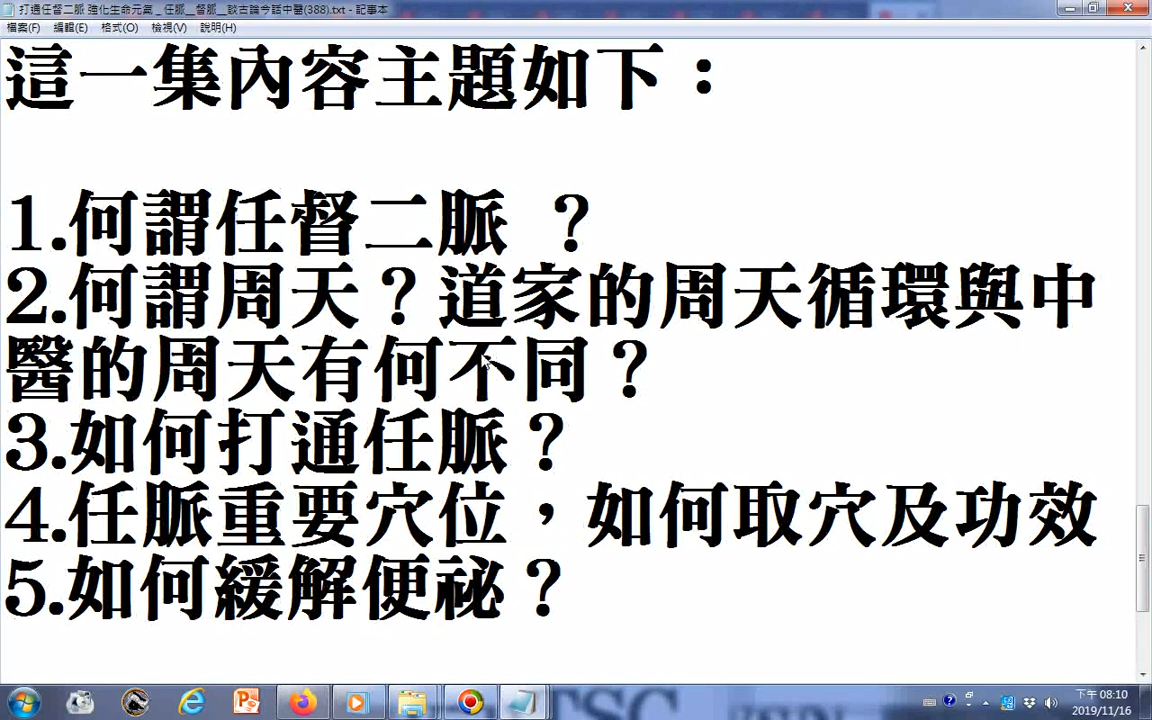 打通任督二脈 強化生命元氣__任脈__督脈__談古論今話中醫(388).txt - 記事本
檔案(F) 編輯(E) 格式(O) 檢視(V) 說明(H)
這一集內容主題如下：
1.何謂任督二脈 ？
2.何謂周天？道家的周天循環與中
醫的周天有何不同？
3.如何打通任脈？
4.任脈重要穴位，如何取穴及功效
5.如何緩解便祕？
下午 08:10
2019/11/16